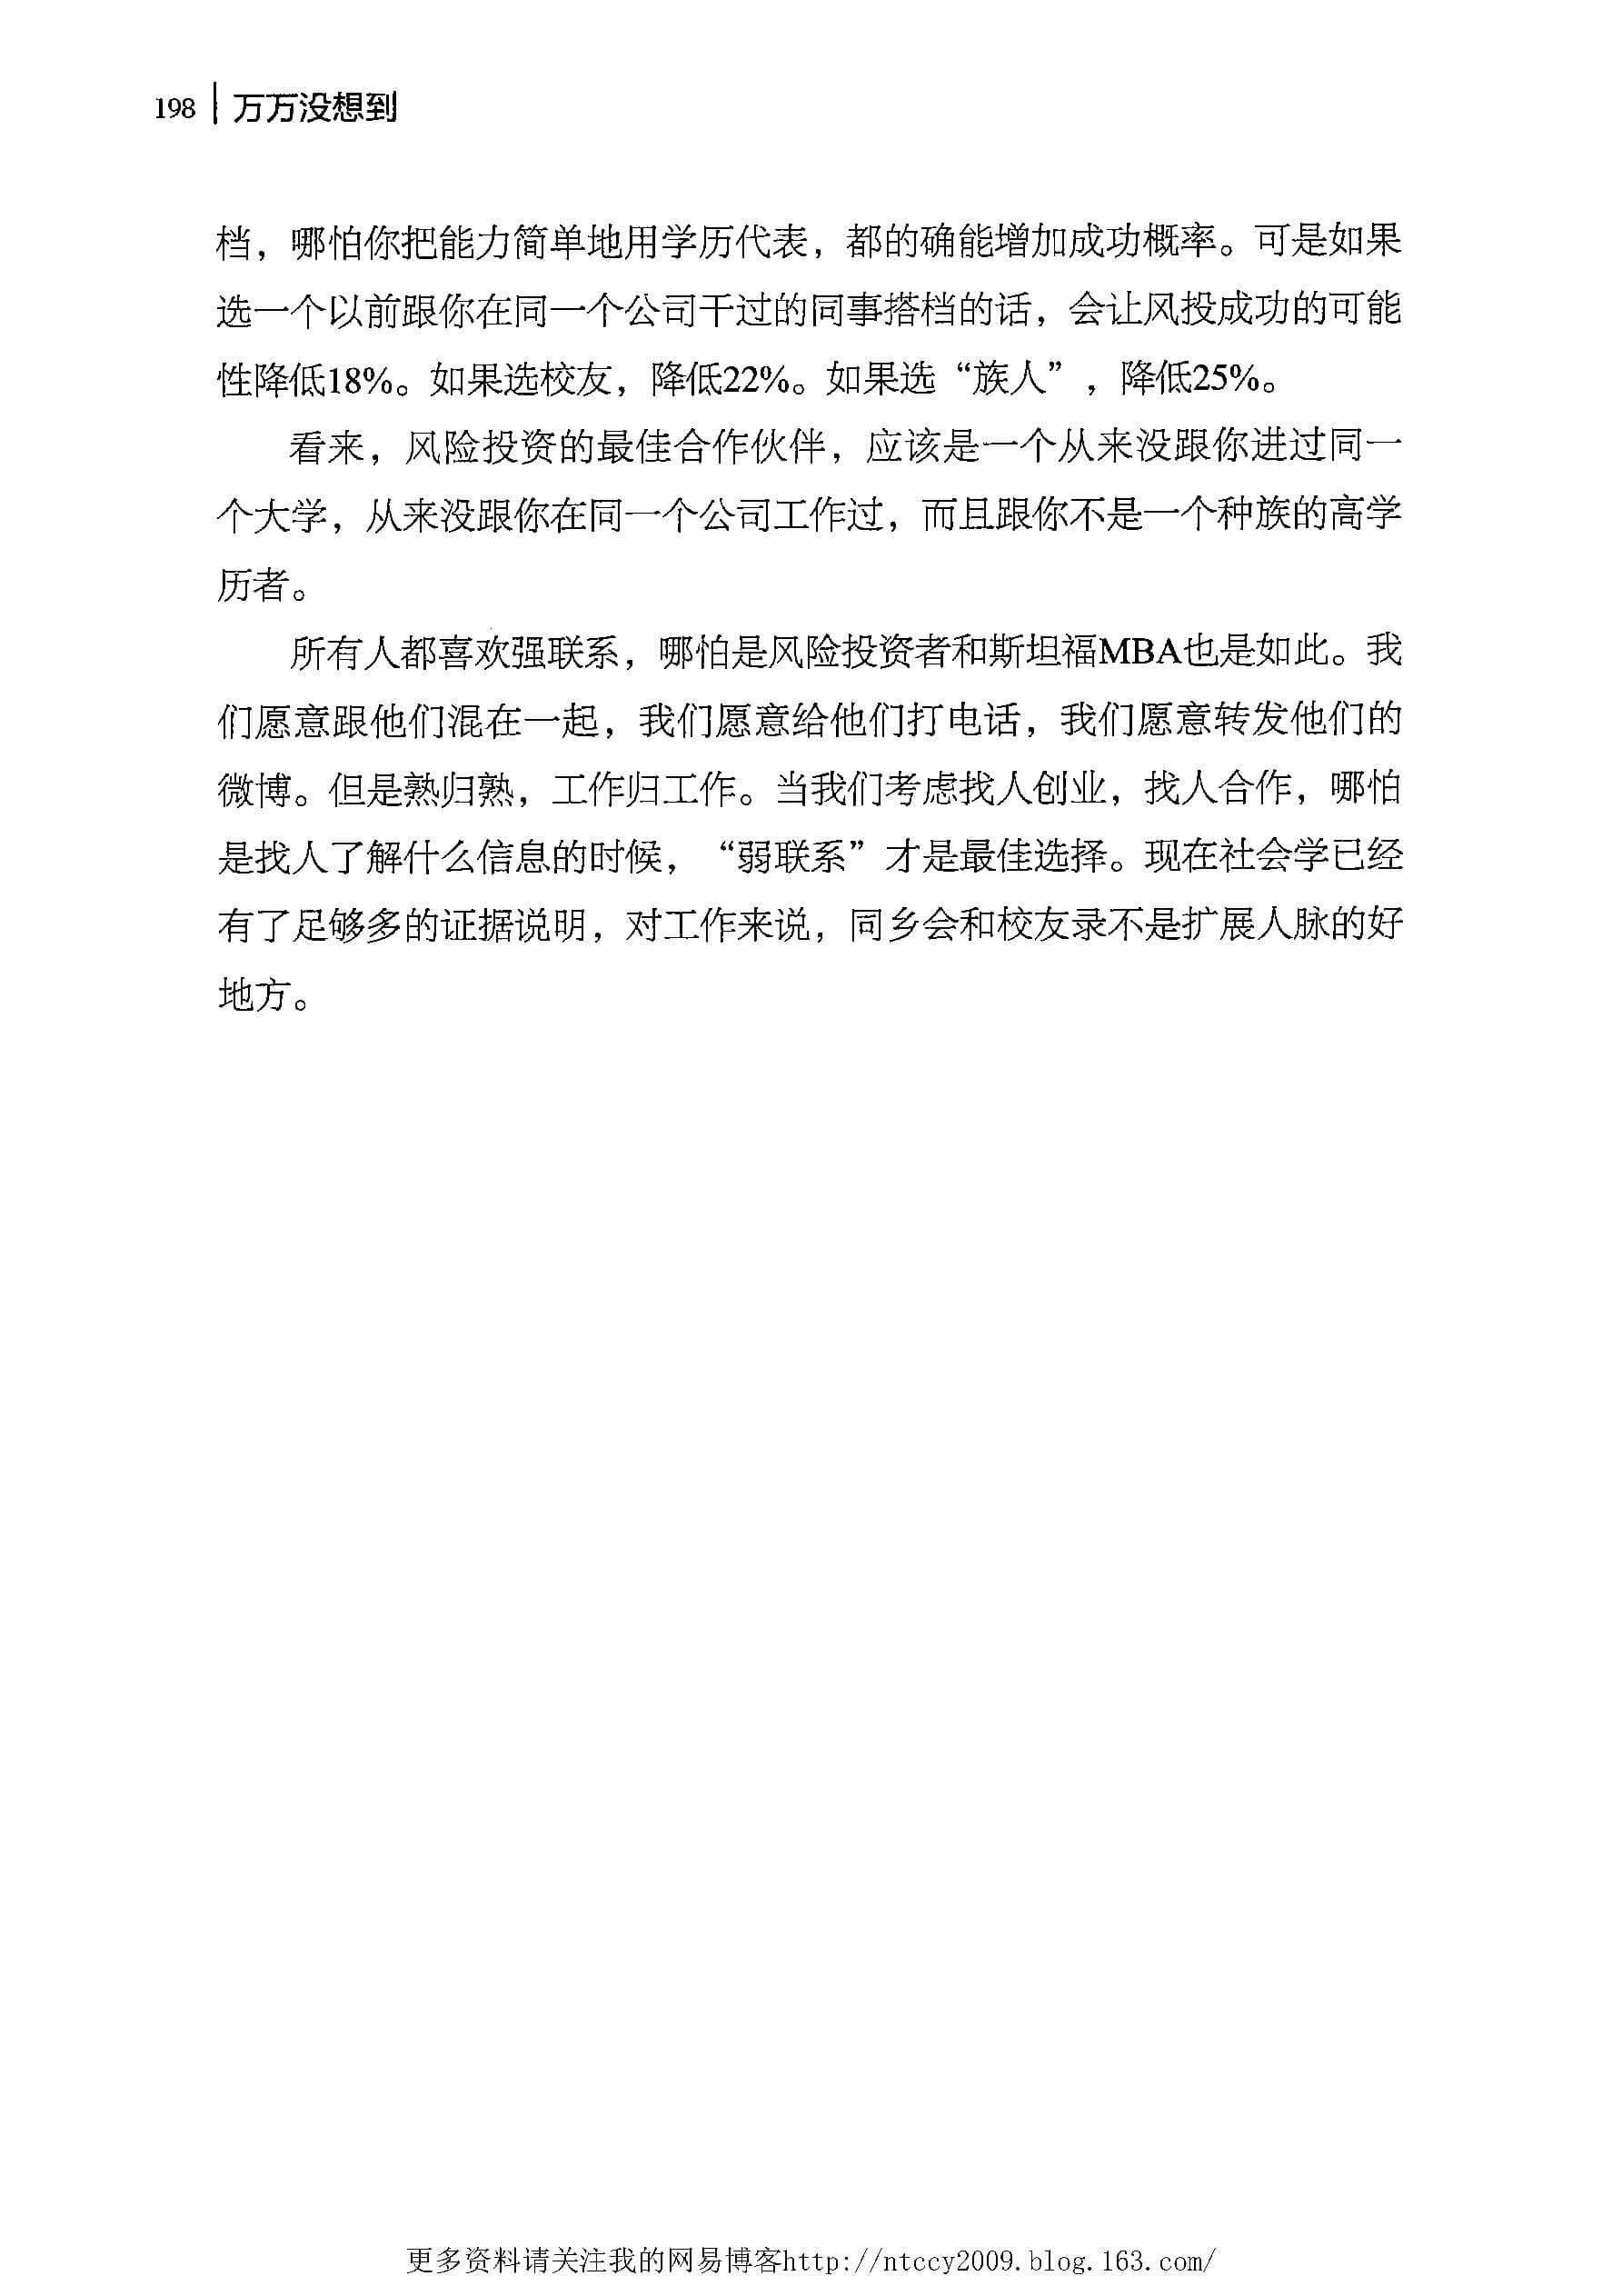 198 万万没想到
档，哪怕你把能力简单地用学历代表，都的确能增加成功概率。可是如果
选一个以前跟你在同一个公司干过的同事搭档的话，会让风投成功的可能
性降低18%。如果选校友，降低22%。如果选“族人”，降低25%。
看来，风险投资的最佳合作伙伴，应该是一个从来没跟你进过同一
个大学，从来没跟你在同一个公司工作过，而且跟你不是一个种族的高学
历者。
所有人都喜欢强联系，哪怕是风险投资者和斯坦福MBA也是如此。我
们愿意跟他们混在一起，我们愿意给他们打电话，我们愿意转发他们的
微博。但是熟归熟，工作归工作。当我们考虑找人创业，找人合作，哪怕
是找人了解什么信息的时候，“弱联系”才是最佳选择。现在社会学已经
有了足够多的证据说明，对工作来说，同乡会和校友录不是扩展人脉的好
地方。
更多资料请关注我的网易博客http://ntccy2009.blog.163.com/